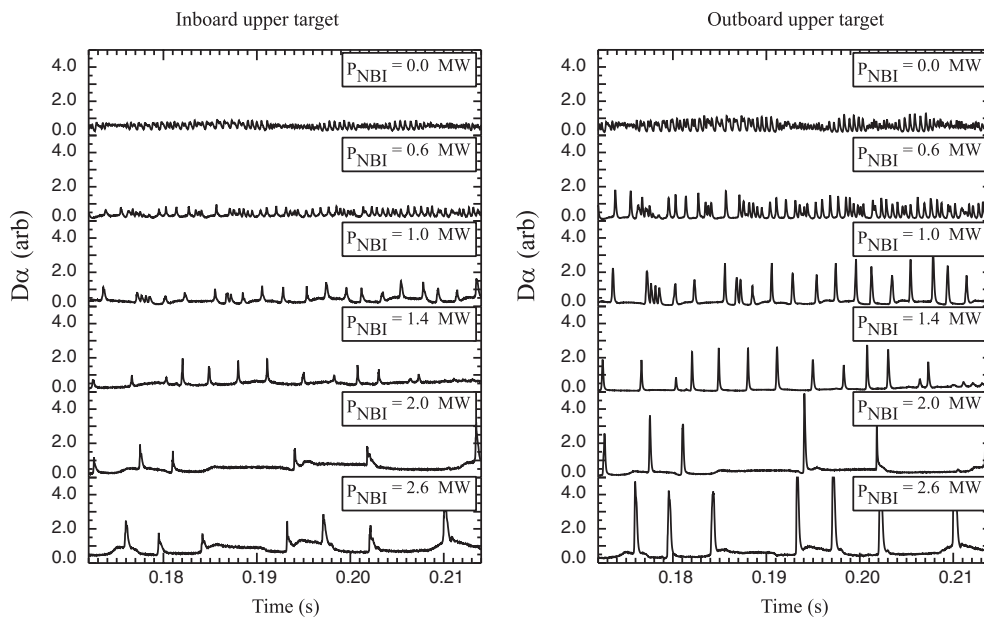 Inboard upper target
Outboard upper target
Dα (arb)
4.0
2.0
0.0
P_NBI = 0.0 MW
4.0
2.0
0.0
P_NBI = 0.6 MW
4.0
2.0
0.0
P_NBI = 1.0 MW
4.0
2.0
0.0
P_NBI = 1.4 MW
4.0
2.0
0.0
P_NBI = 2.0 MW
4.0
2.0
0.0
P_NBI = 2.6 MW
0.18 0.19 0.20 0.21
Time (s)
Dα (arb)
4.0
2.0
0.0
P_NBI = 0.0 MW
4.0
2.0
0.0
P_NBI = 0.6 MW
4.0
2.0
0.0
P_NBI = 1.0 MW
4.0
2.0
0.0
P_NBI = 1.4 MW
4.0
2.0
0.0
P_NBI = 2.0 MW
4.0
2.0
0.0
P_NBI = 2.6 MW
0.18 0.19 0.20 0.21
Time (s)